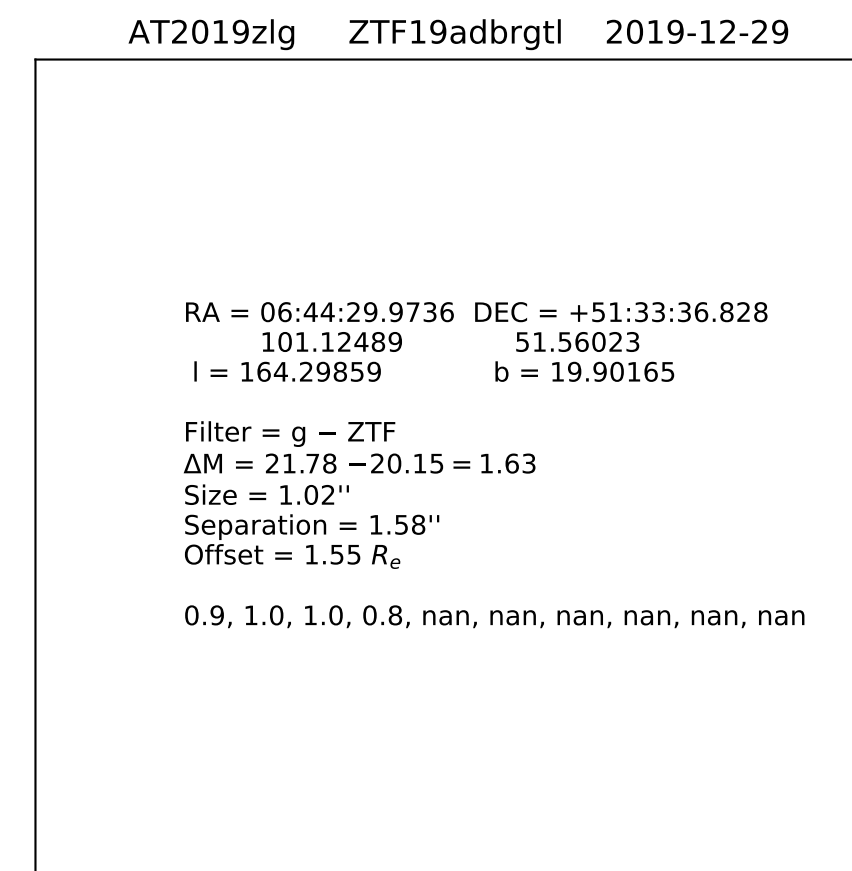 AT2019zlg ZTF19adbrgtl 2019-12-29
RA = 06:44:29.9736 DEC = +51:33:36.828
101.12489 51.56023
l = 164.29859 b = 19.90165
Filter = g − ZTF
ΔM = 21.78 −20.15 = 1.63
Size = 1.02''
Separation = 1.58''
Offset = 1.55 Rₑ
0.9, 1.0, 1.0, 0.8, nan, nan, nan, nan, nan, nan